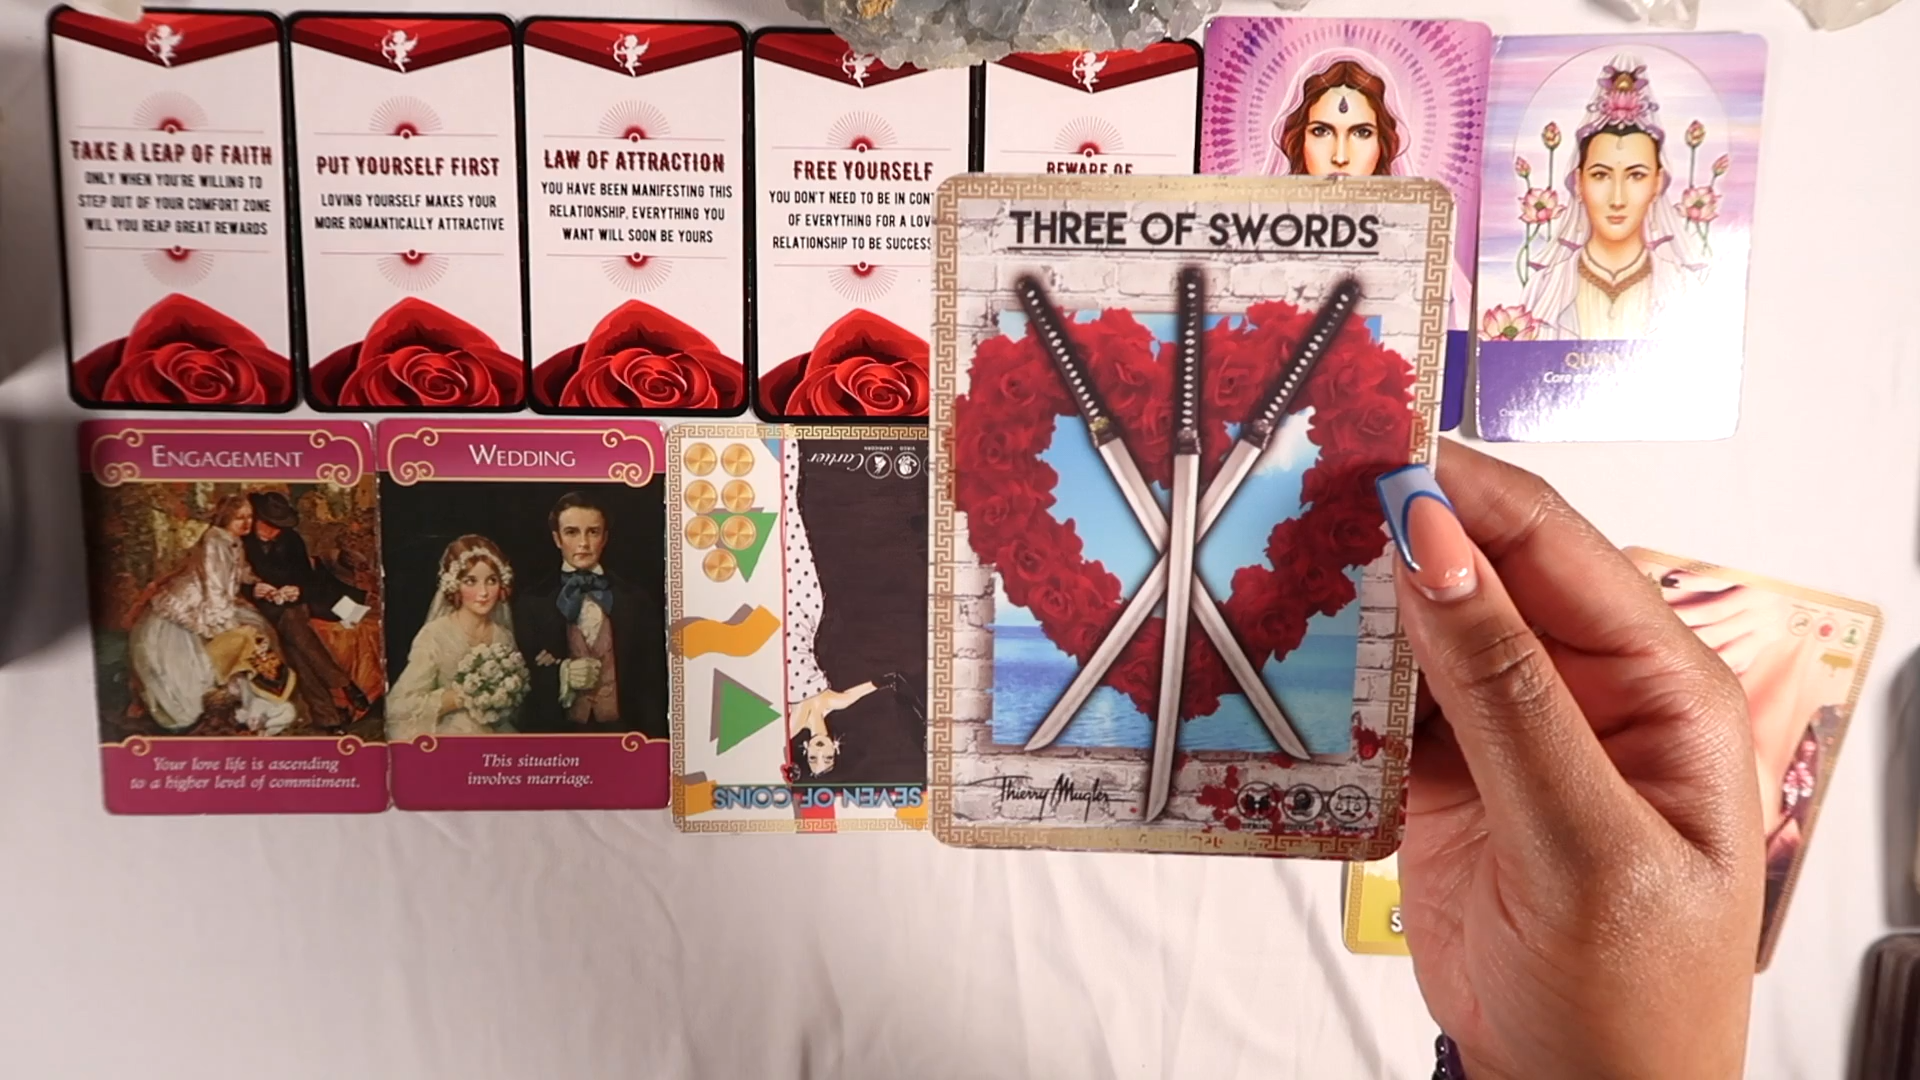 TAKE A LEAP OF FAITH
ONLY WHEN YOU'RE WILLING TO
STEP OUT OF YOUR COMFORT ZONE
WILL YOU REAP GREAT REWARDS
PUT YOURSELF FIRST
LOVING YOURSELF MAKES YOUR
MORE ROMANTICALLY ATTRACTIVE
LAW OF ATTRACTION
YOU HAVE BEEN MANIFESTING THIS
RELATIONSHIP, EVERYTHING YOU
WANT WILL SOON BE YOURS
FREE YOURSELF
YOU DON'T NEED TO BE IN CONT
OF EVERYTHING FOR A LOV
RELATIONSHIP TO BE SUCCESS
BEWARE OF
THREE OF SWORDS
Thierry Mugler
ENGAGEMENT
Your love life is ascending
to a higher level of commitment.
WEDDING
This situation
involves marriage.
Cartier
SEVEN OF COINS
QU
Care
S